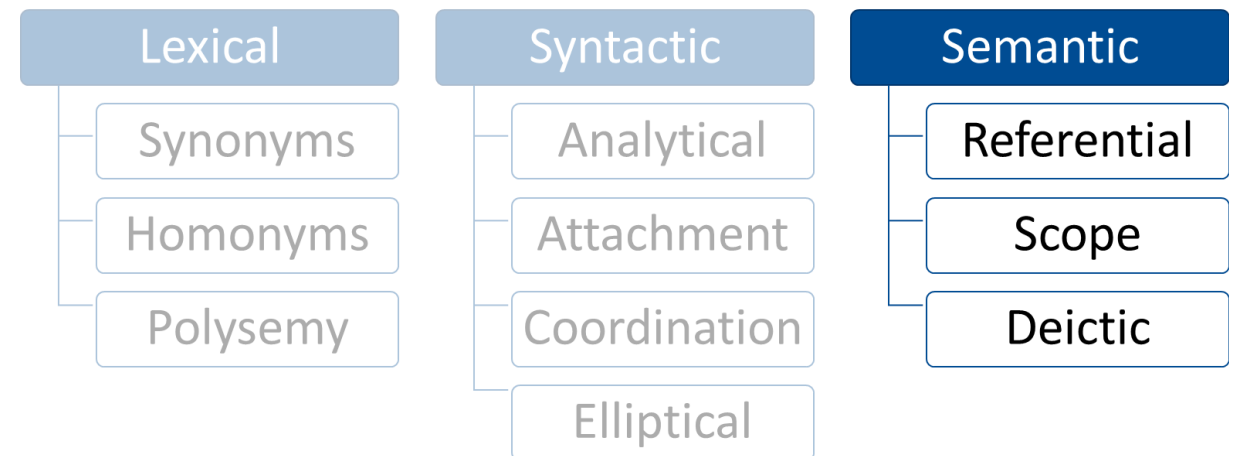 Lexical
Synonyms
Homonyms
Polysemy
Syntactic
Analytical
Attachment
Coordination
Elliptical
Semantic
Referential
Scope
Deictic